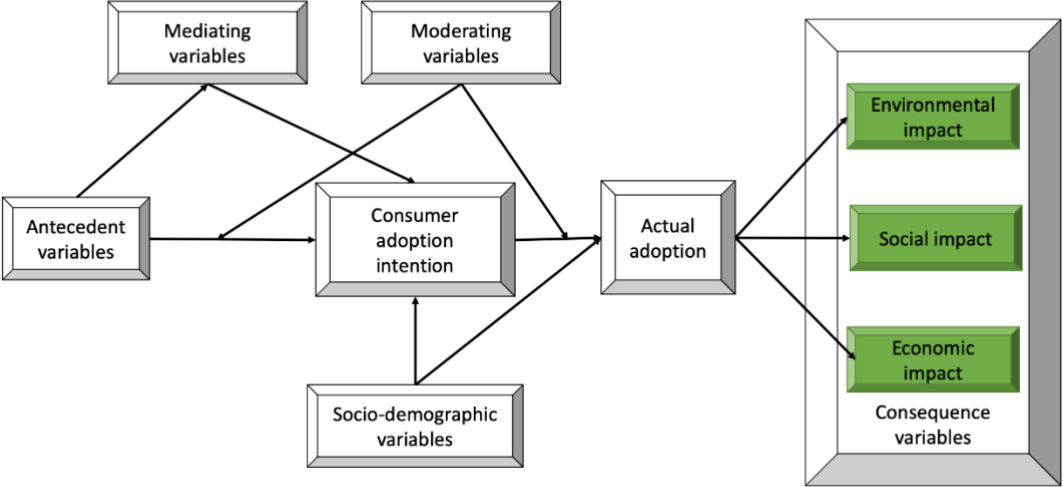 Mediating
variables
Moderating
variables
Antecedent
variables
Consumer
adoption
intention
Actual
adoption
Socio-demographic
variables
Environmental
impact
Social impact
Economic
impact
Consequence
variables